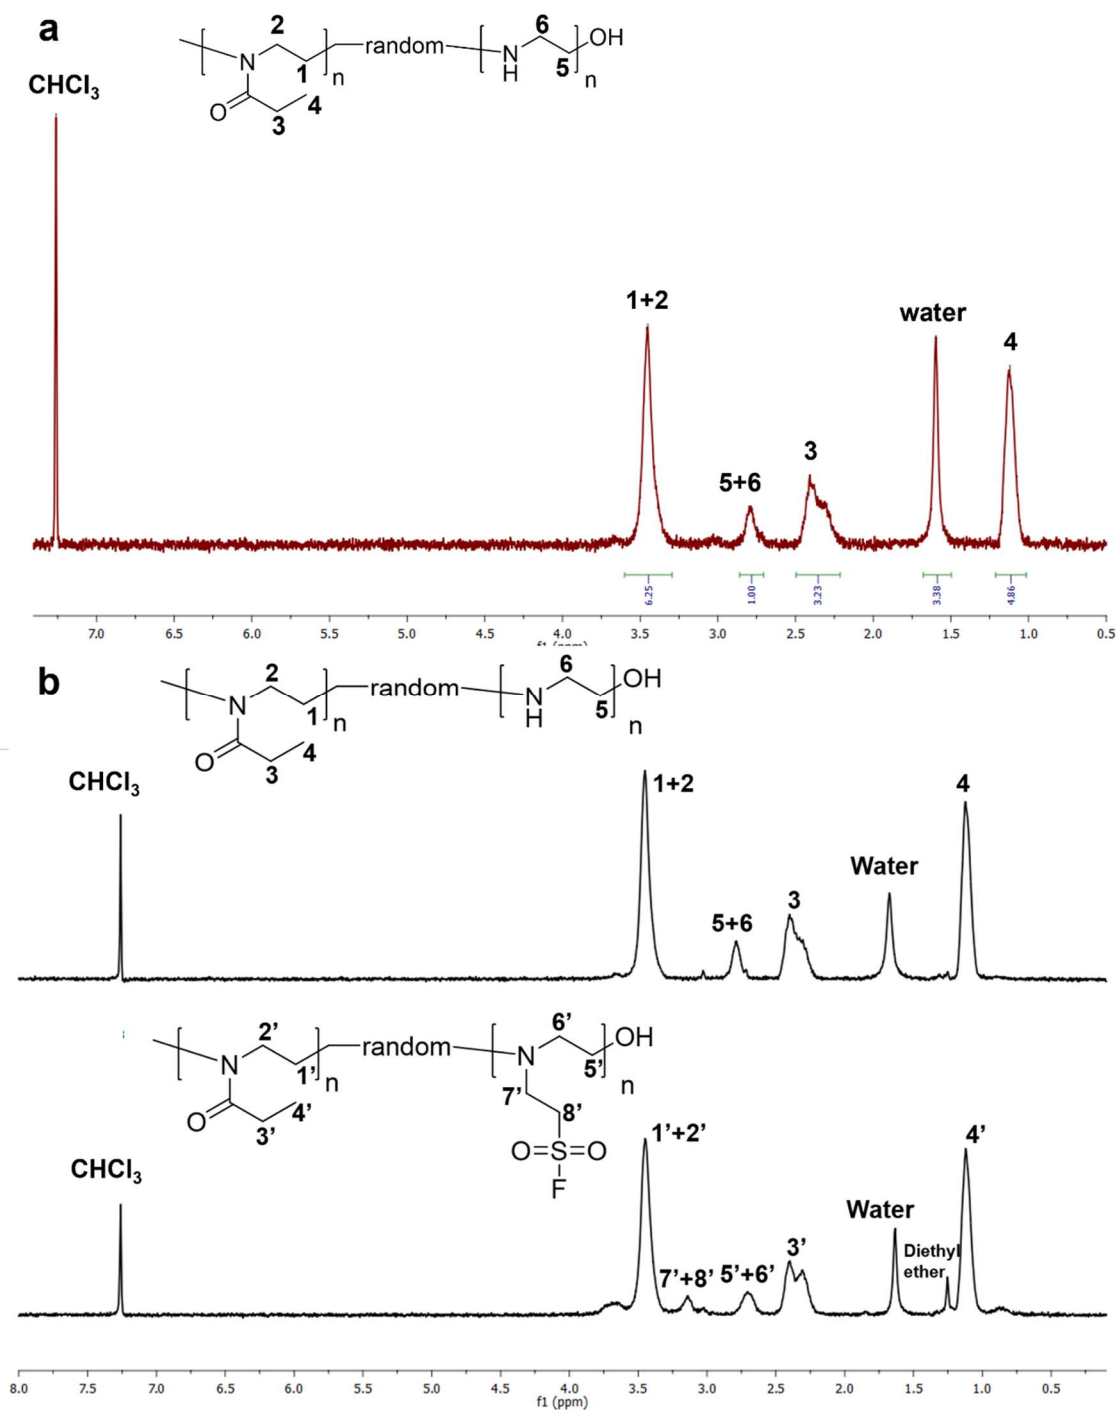 a
2
6
N
1
n
random
N
H
5
n
OH
O
4
3
CHCl3
1+2
5+6
3
water
4
6.25
1.00
3.23
3.38
4.86
7.0 6.5 6.0 5.5 5.0 4.5 4.0 3.5 3.0 2.5 2.0 1.5 1.0 0.5
f1 (ppm)
b
2
6
N
1
n
random
N
H
5
n
OH
O
4
3
CHCl3
1+2
5+6
3
Water
4
2’
6’
N
1’
n
random
N
5’
n
OH
O
4’
3’
7’
8’
O=S=O
F
CHCl3
1’+2’
7’+8’
5’+6’
3’
Water
Diethyl
ether
4’
8.0 7.5 7.0 6.5 6.0 5.5 5.0 4.5 4.0 3.5 3.0 2.5 2.0 1.5 1.0 0.5
f1 (ppm)